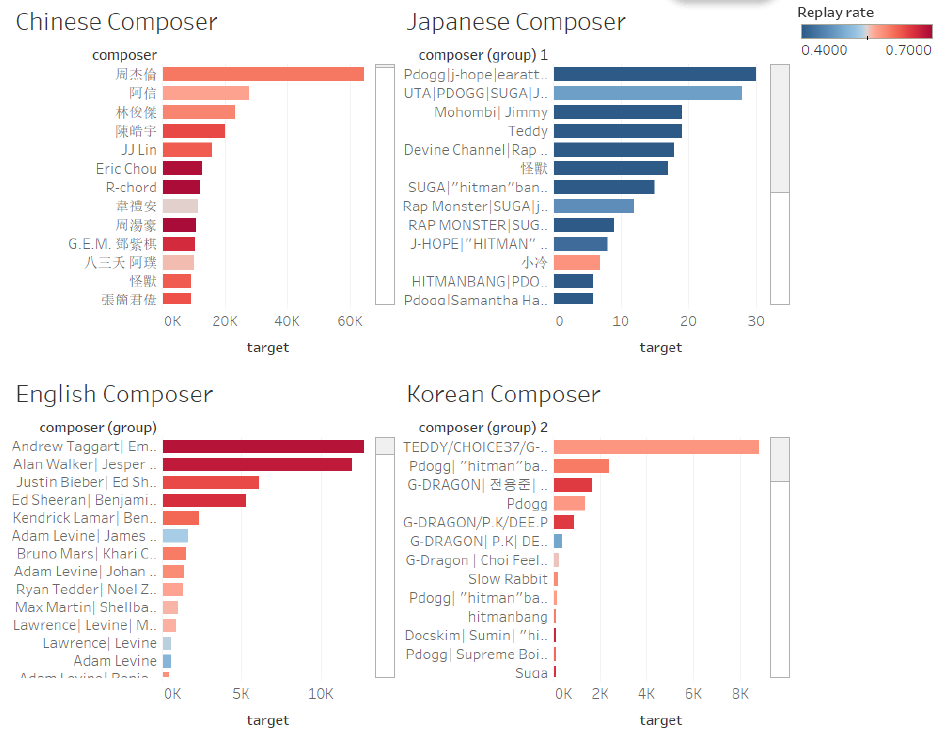 Chinese Composer
composer
周杰倫
阿信
林俊傑
陳皓宇
JJ Lin
Eric Chou
R-chord
韋禮安
周湯豪
G.E.M. 鄧紫棋
八三夭 阿璞
怪獸
張簡君偉
0K 20K 40K 60K
target
Japanese Composer
composer (group) 1
Pdogg|j-hope|earatt..
UTA|PDOGG|SUGA|J..
Mohombi| Jimmy
Teddy
Devine Channel|Rap ..
怪獸
SUGA|"hitman"ban..
Rap Monster|SUGA|j..
RAP MONSTER|SUG..
J-HOPE|"HITMAN" ..
小冷
HITMANBANG|PDO..
Pdogg|Samantha Ha..
0 10 20 30
target
Replay rate
0.4000 0.7000
English Composer
composer (group)
Andrew Taggart| Em..
Alan Walker| Jesper ..
Justin Bieber| Ed Sh..
Ed Sheeran| Benjami..
Kendrick Lamar| Ben..
Adam Levine| James ..
Bruno Mars| Khari C..
Adam Levine| Johan ..
Ryan Tedder| Noel Z..
Max Martin| Shellba..
Lawrence| Levine| M..
Lawrence| Levine
Adam Levine
Adam Levine| Benja..
0K 5K 10K
target
Korean Composer
composer (group) 2
TEDDY/CHOICE37/G-..
Pdogg| "hitman"ba..
G-DRAGON| 전용준| ..
Pdogg
G-DRAGON/P.K/DEE.P
G-DRAGON| P.K| DE..
G-Dragon | Choi Feel..
Slow Rabbit
Pdogg| "hitman"ba..
hitmanbang
Docskim| Sumin| "hi..
Pdogg| Supreme Boi..
Suga
0K 2K 4K 6K 8K
target